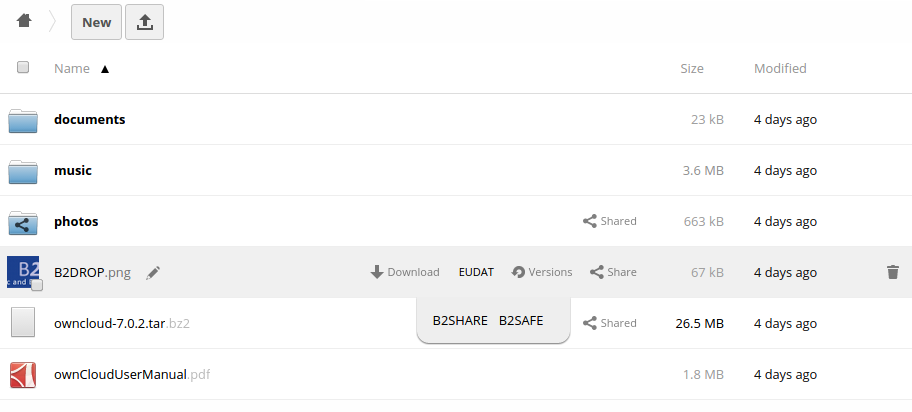 New
Name ▲ Size Modified
documents 23 kB 4 days ago
music 3.6 MB 4 days ago
photos Shared 663 kB 4 days ago
B2
c and
B2DROP.png Download EUDAT Versions Share 67 kB 4 days ago
owncloud-7.0.2.tar.bz2 Shared 26.5 MB 4 days ago
B2SHARE B2SAFE
ownCloudUserManual.pdf 1.8 MB 4 days ago